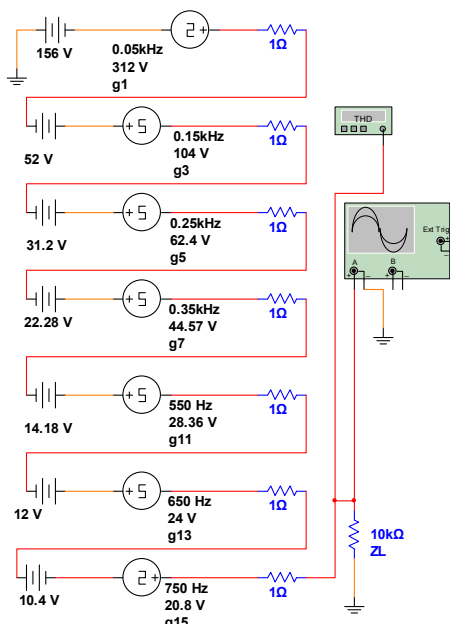 156 V
0.05kHz
312 V
g1
1Ω
52 V
0.15kHz
104 V
g3
1Ω
THD
31.2 V
0.25kHz
62.4 V
g5
1Ω
Ext Trig
A
B
22.28 V
0.35kHz
44.57 V
g7
1Ω
14.18 V
550 Hz
28.36 V
g11
1Ω
12 V
650 Hz
24 V
g13
1Ω
10kΩ
ZL
10.4 V
750 Hz
20.8 V
g15
1Ω